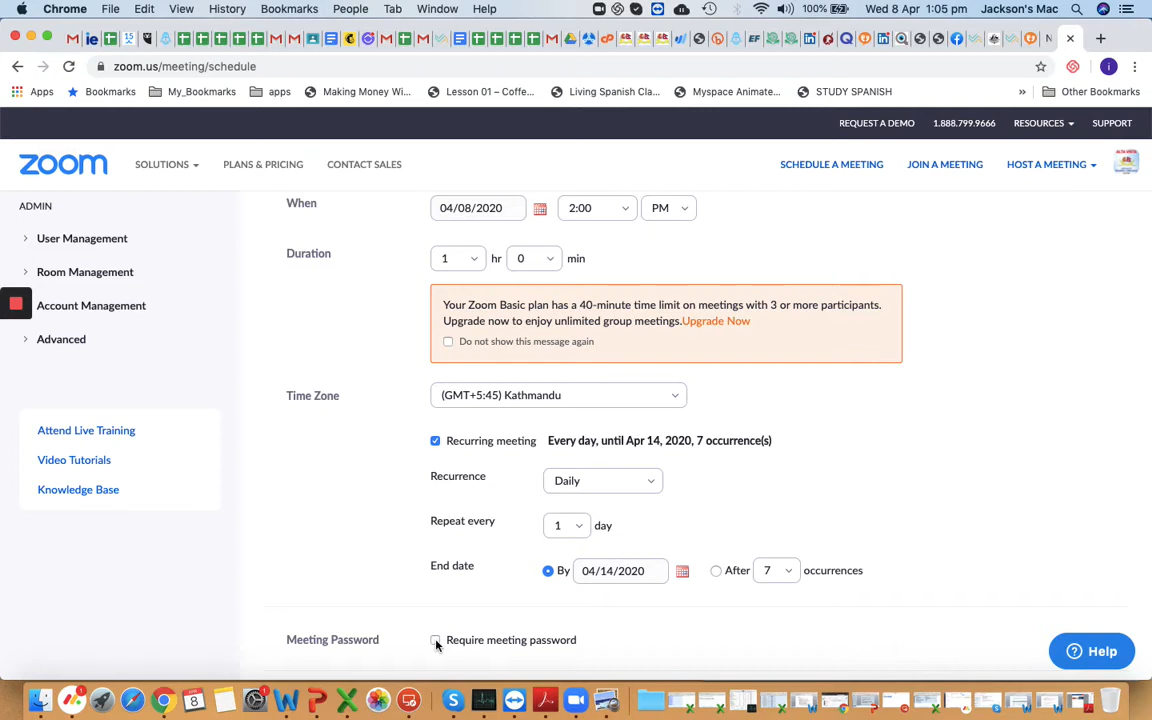 Chrome File Edit View History Bookmarks People Tab Window Help 100% Wed 8 Apr 1:05 pm Jackson's Mac
zoom.us/meeting/schedule
Apps Bookmarks My_Bookmarks apps Making Money Wi... Lesson 01 – Coffe... Living Spanish Cla... Myspace Animate... STUDY SPANISH » Other Bookmarks
REQUEST A DEMO 1.888.799.9666 RESOURCES SUPPORT
zoom SOLUTIONS PLANS & PRICING CONTACT SALES SCHEDULE A MEETING JOIN A MEETING HOST A MEETING
ADMIN
When 04/08/2020 2:00 PM
User Management
Duration 1 hr 0 min
Room Management
Account Management
Your Zoom Basic plan has a 40-minute time limit on meetings with 3 or more participants.
Upgrade now to enjoy unlimited group meetings.Upgrade Now
Advanced
Do not show this message again
Time Zone (GMT+5:45) Kathmandu
Attend Live Training
Recurring meeting Every day, until Apr 14, 2020, 7 occurrence(s)
Video Tutorials
Recurrence Daily
Knowledge Base
Repeat every 1 day
End date By 04/14/2020 After 7 occurrences
Meeting Password Require meeting password
Help